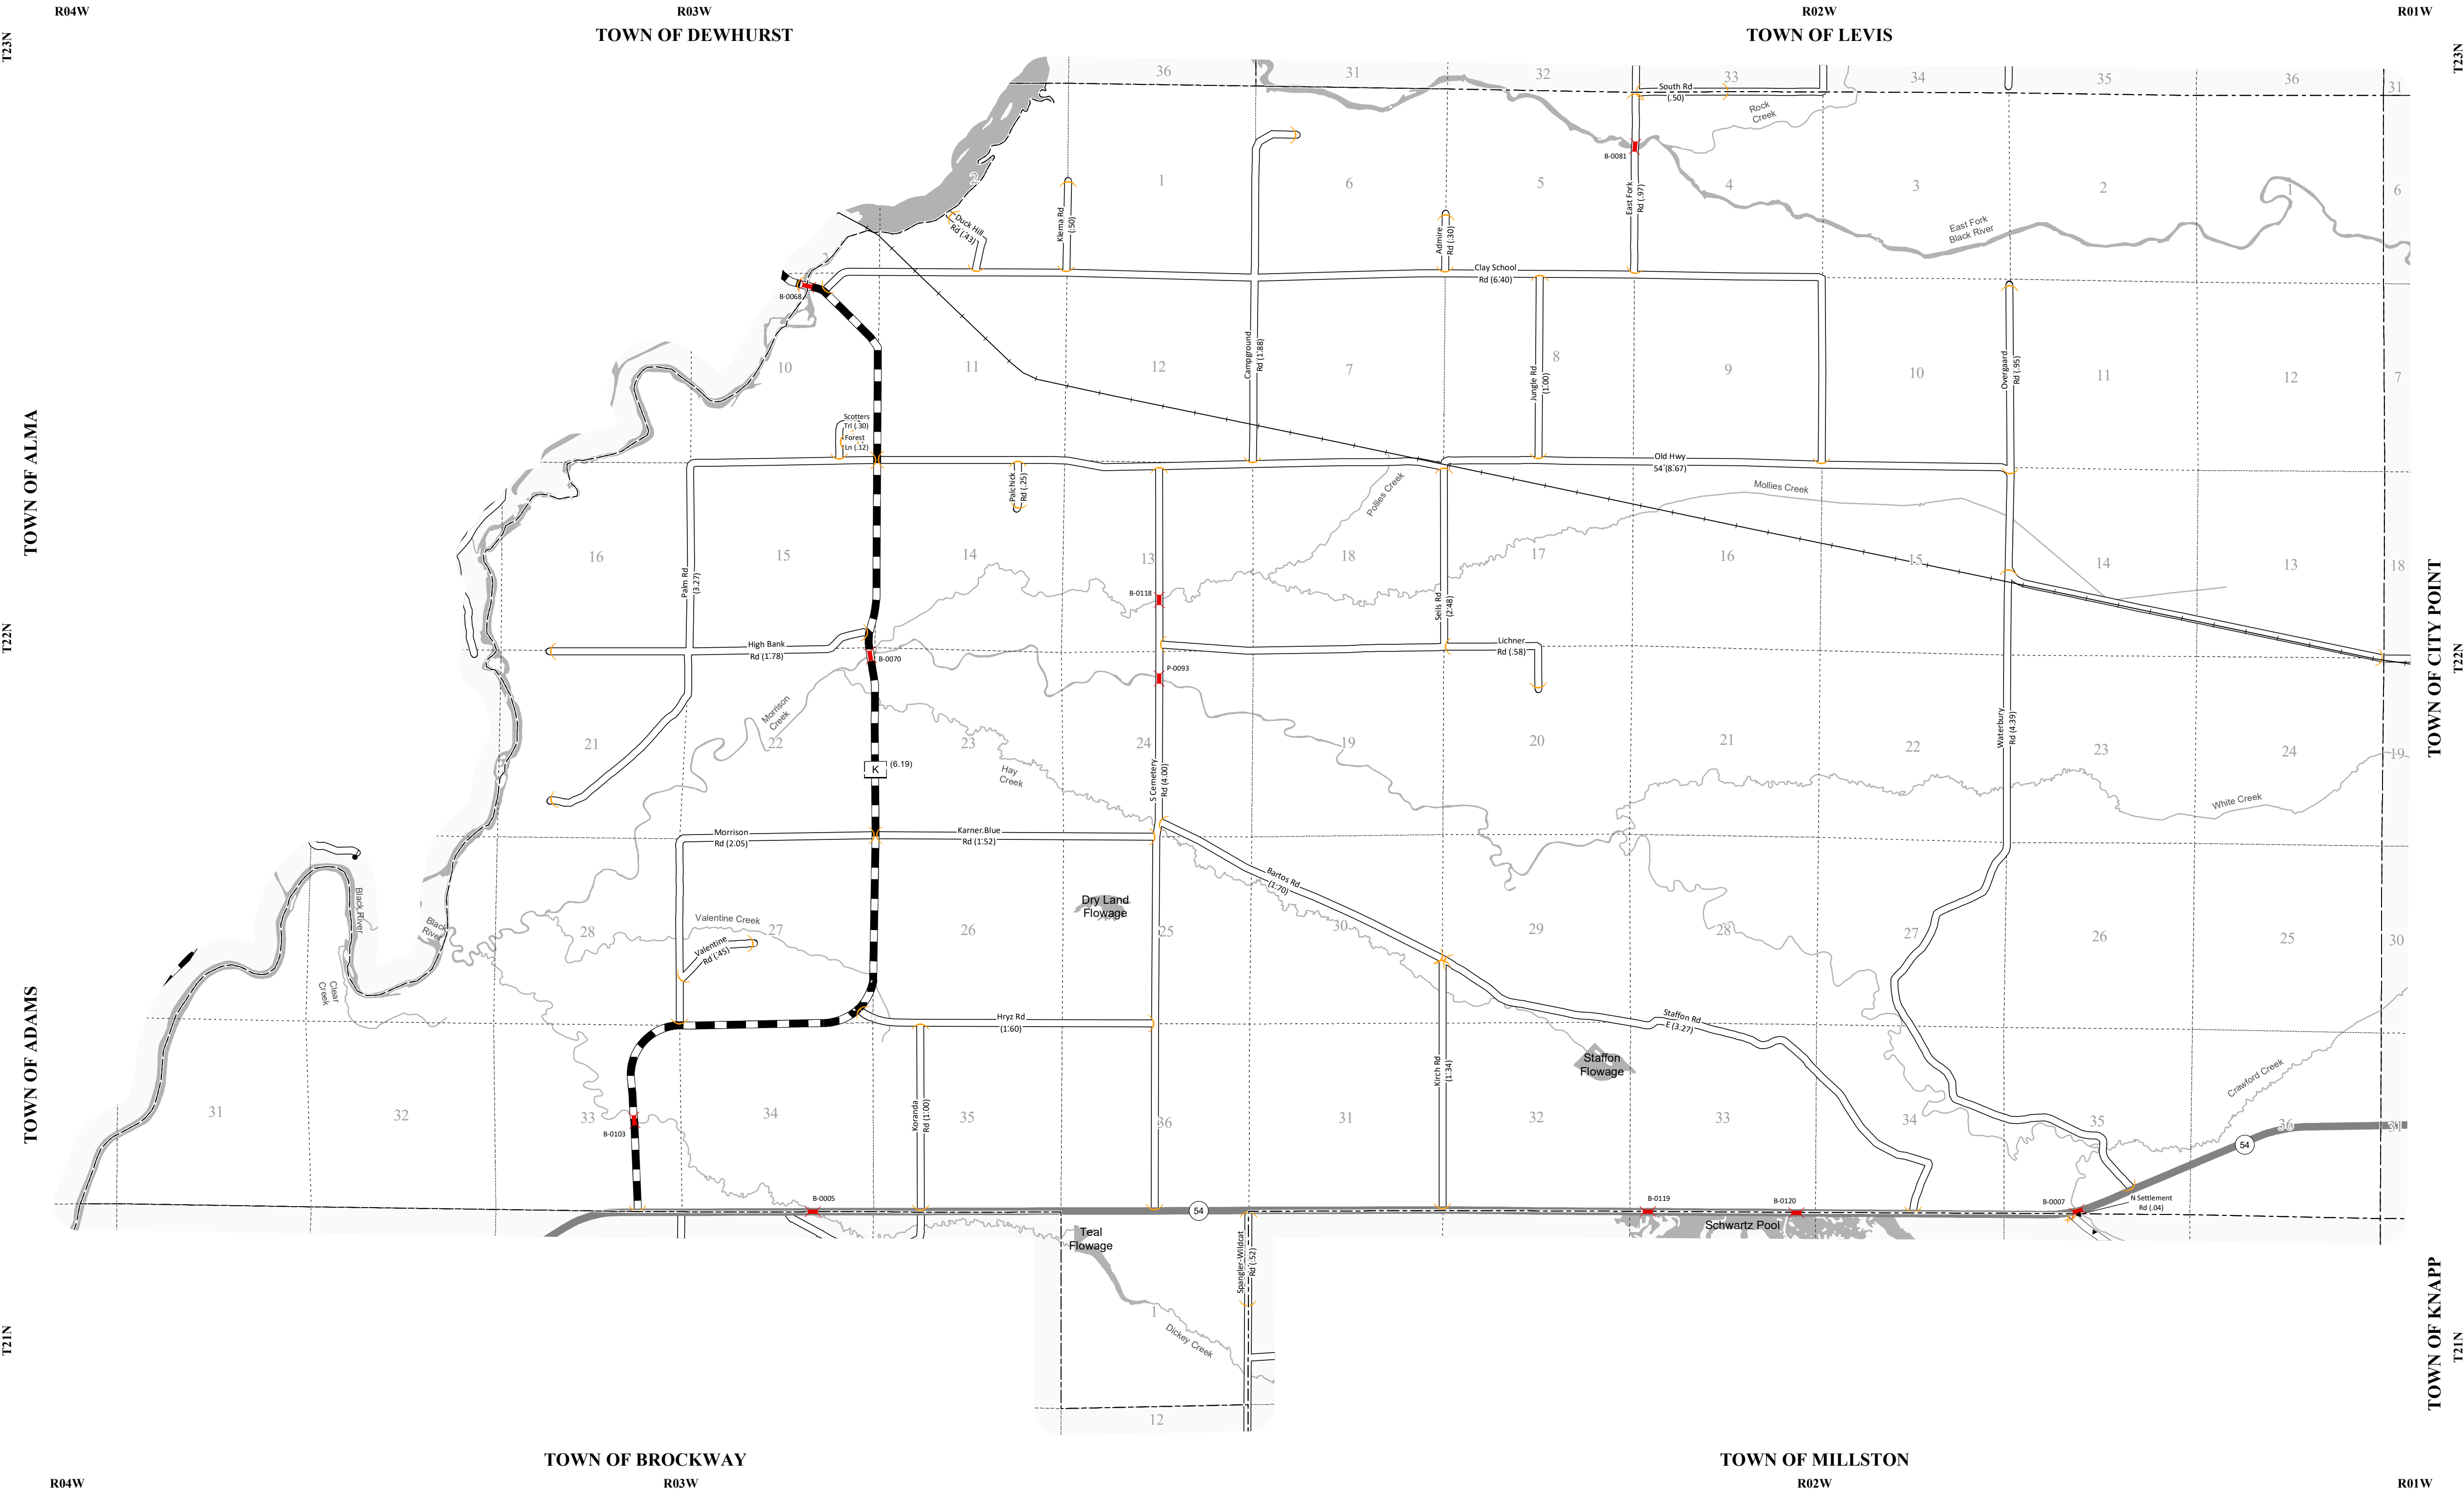 R04W
R03W
R02W
R01W
TOWN OF DEWHURST
TOWN OF LEVIS
T23N
T23N
36
31
32
33
34
35
36
31
South Rd
(.50)
Rock
Creek
B-0081
2
1
6
5
4
3
2
1
6
Duck Hill
Rd (.43)
Klema Rd
(.50)
Admire
Rd (.30)
East Fork
Rd (.97)
East Fork
Black River
3
Clay School
Rd (6.40)
B-0068
10
11
12
7
8
9
10
11
12
7
Campground
Rd (1.88)
Jungle Rd
(1.00)
Overgard
Rd (.95)
TOWN OF ALMA
Scotters
Trl (.30)
Forest
Ln (.12)
Old Hwy
54 (8.67)
Palchick
Rd (.25)
Pollies Creek
Mollies Creek
16
15
14
13
18
17
16
15
14
13
18
Palm Rd
(3.27)
B-0118
Seils Rd
(2.48)
TOWN OF CITY POINT
T22N
T22N
High Bank
Rd (1.78)
B-0070
P-0093
Lichner
Rd (.58)
Morrison
Creek
21
22
23
24
19
20
21
22
23
24
19
K
(6.19)
Hay
Creek
S Cemetery
Rd (4.00)
Waterbury
Rd (4.39)
White Creek
Morrison
Rd (2.05)
Karner Blue
Rd (1.52)
Bartos Rd
(1.70)
Dry Land
Flowage
Black River
Black
River
Valentine Creek
Valentine
Rd (.45)
28
27
26
25
30
29
28
27
26
25
30
Clear
Creek
TOWN OF ADAMS
Hryz Rd
(1.60)
Staffon Rd
E (3.27)
Staffon
Flowage
Kirch Rd
(1.34)
Koranda
Rd (1.00)
Crawford Creek
31
32
33
34
35
36
31
32
33
34
35
36
31
B-0103
54
B-0005
54
B-0119
B-0120
B-0007
N Settlement
Rd (.04)
Schwartz Pool
Teal
Flowage
Spangler-Wildcat
Rd (.52)
1
Dickey Creek
12
T21N
T21N
TOWN OF KNAPP
TOWN OF BROCKWAY
TOWN OF MILLSTON
R04W
R03W
R02W
R01W